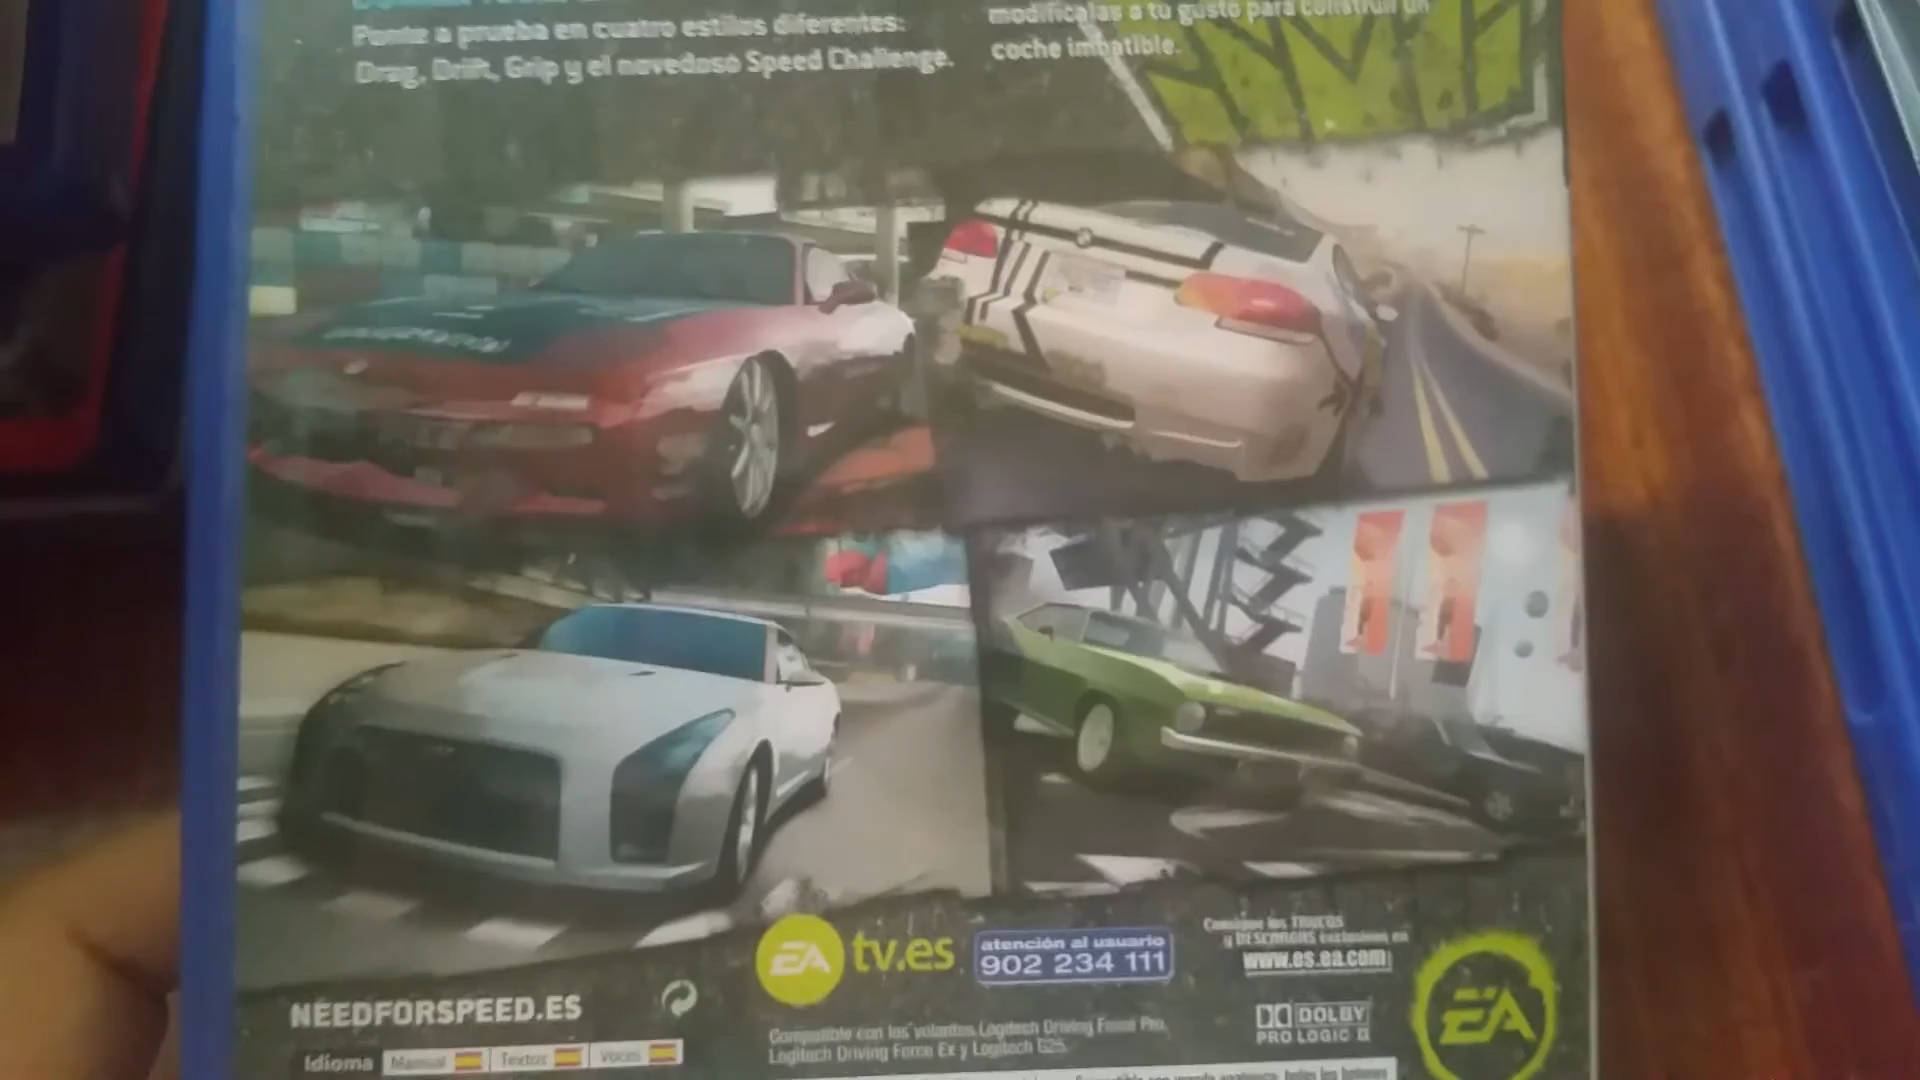 Ponte a prueba en cuatro estilos diferentes:
Drag, Drift, Grip y el novedoso Speed Challenge.
modifícalas a tu gusto para construir un
coche imbatible.
EA tv.es
atención al usuario
902 234 111
Consigue los TRUCOS
y DESCARGAS exclusivos en
www.es.ea.com
NEEDFORSPEED.ES
Idioma Manual Textos Voces
Compatible con los volantes Logitech Driving Force Pro,
Logitech Driving Force Ex y Logitech G25.
DOLBY
PRO LOGIC II
EA